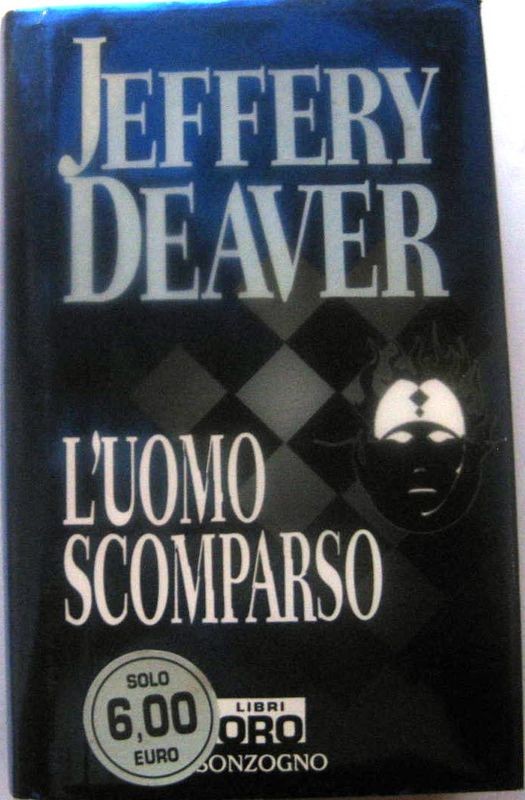 JEFFERY
DEAVER
L'UOMO
SCOMPARSO
SOLO
6,00
EURO
LIBRI
ORO
SONZOGNO